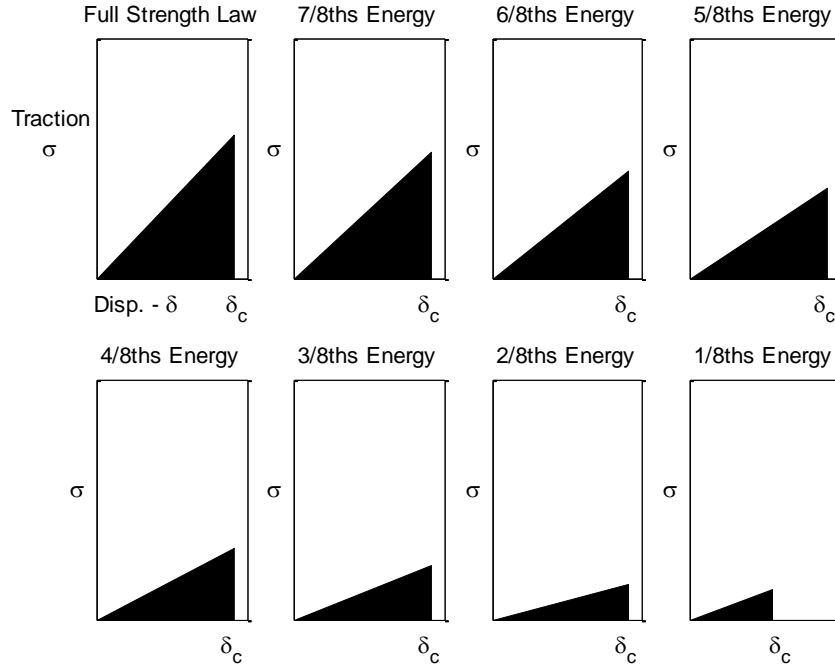 Full Strength Law
7/8ths Energy
6/8ths Energy
5/8ths Energy
Traction
σ
σ
σ
σ
Disp. - δ
δc
δc
δc
δc
4/8ths Energy
3/8ths Energy
2/8ths Energy
1/8ths Energy
σ
σ
σ
σ
δc
δc
δc
δc